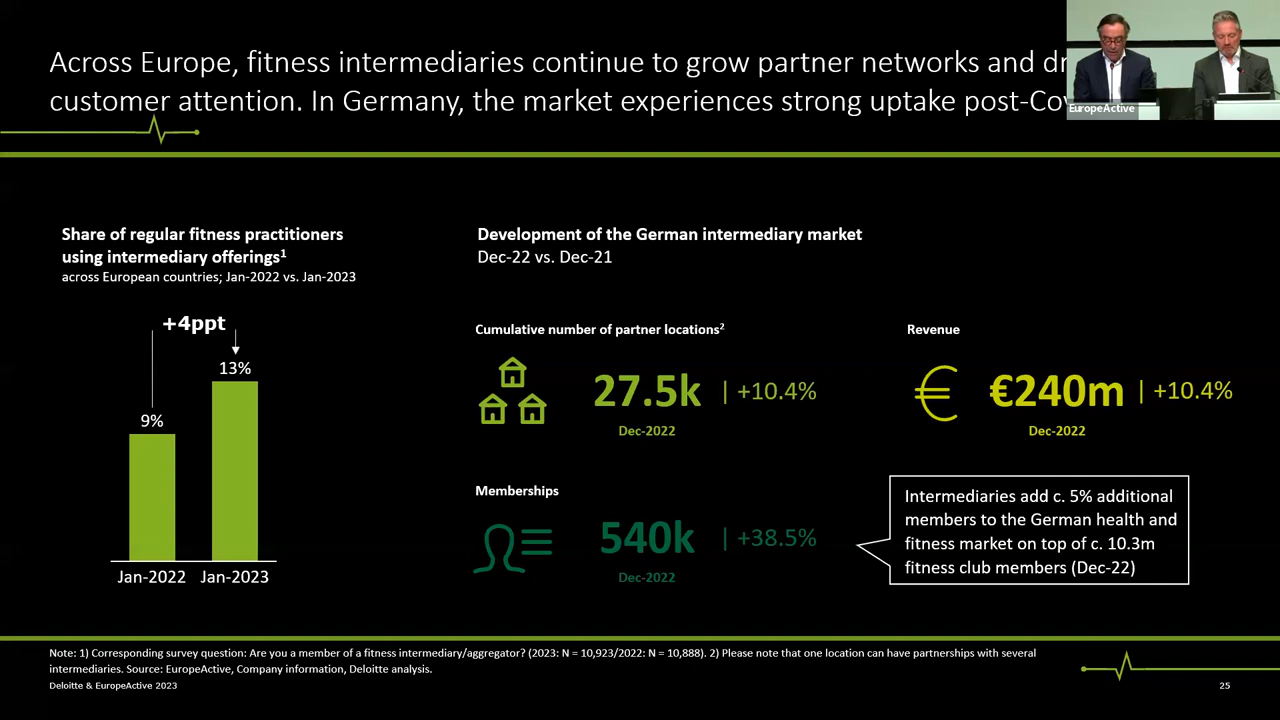 Across Europe, fitness intermediaries continue to grow partner networks and
customer attention. In Germany, the market experiences strong uptake
EuropeActive
Share of regular fitness practitioners
using intermediary offerings1
across European countries; Jan-2022 vs. Jan-2023
+4ppt
13%
9%
Jan-2022 Jan-2023
Development of the German intermediary market
Dec-22 vs. Dec-21
Cumulative number of partner locations2
27.5k | +10.4%
Dec-2022
Revenue
€240m | +10.4%
Dec-2022
Memberships
540k | +38.5%
Dec-2022
Intermediaries add c. 5% additional
members to the German health and
fitness market on top of c. 10.3m
fitness club members (Dec-22)
Note: 1) Corresponding survey question: Are you a member of a fitness intermediary/aggregator? (2023: N = 10,923/2022: N = 10,888). 2) Please note that one location can have partnerships with several
intermediaries. Source: EuropeActive, Company information, Deloitte analysis.
Deloitte & EuropeActive 2023
25